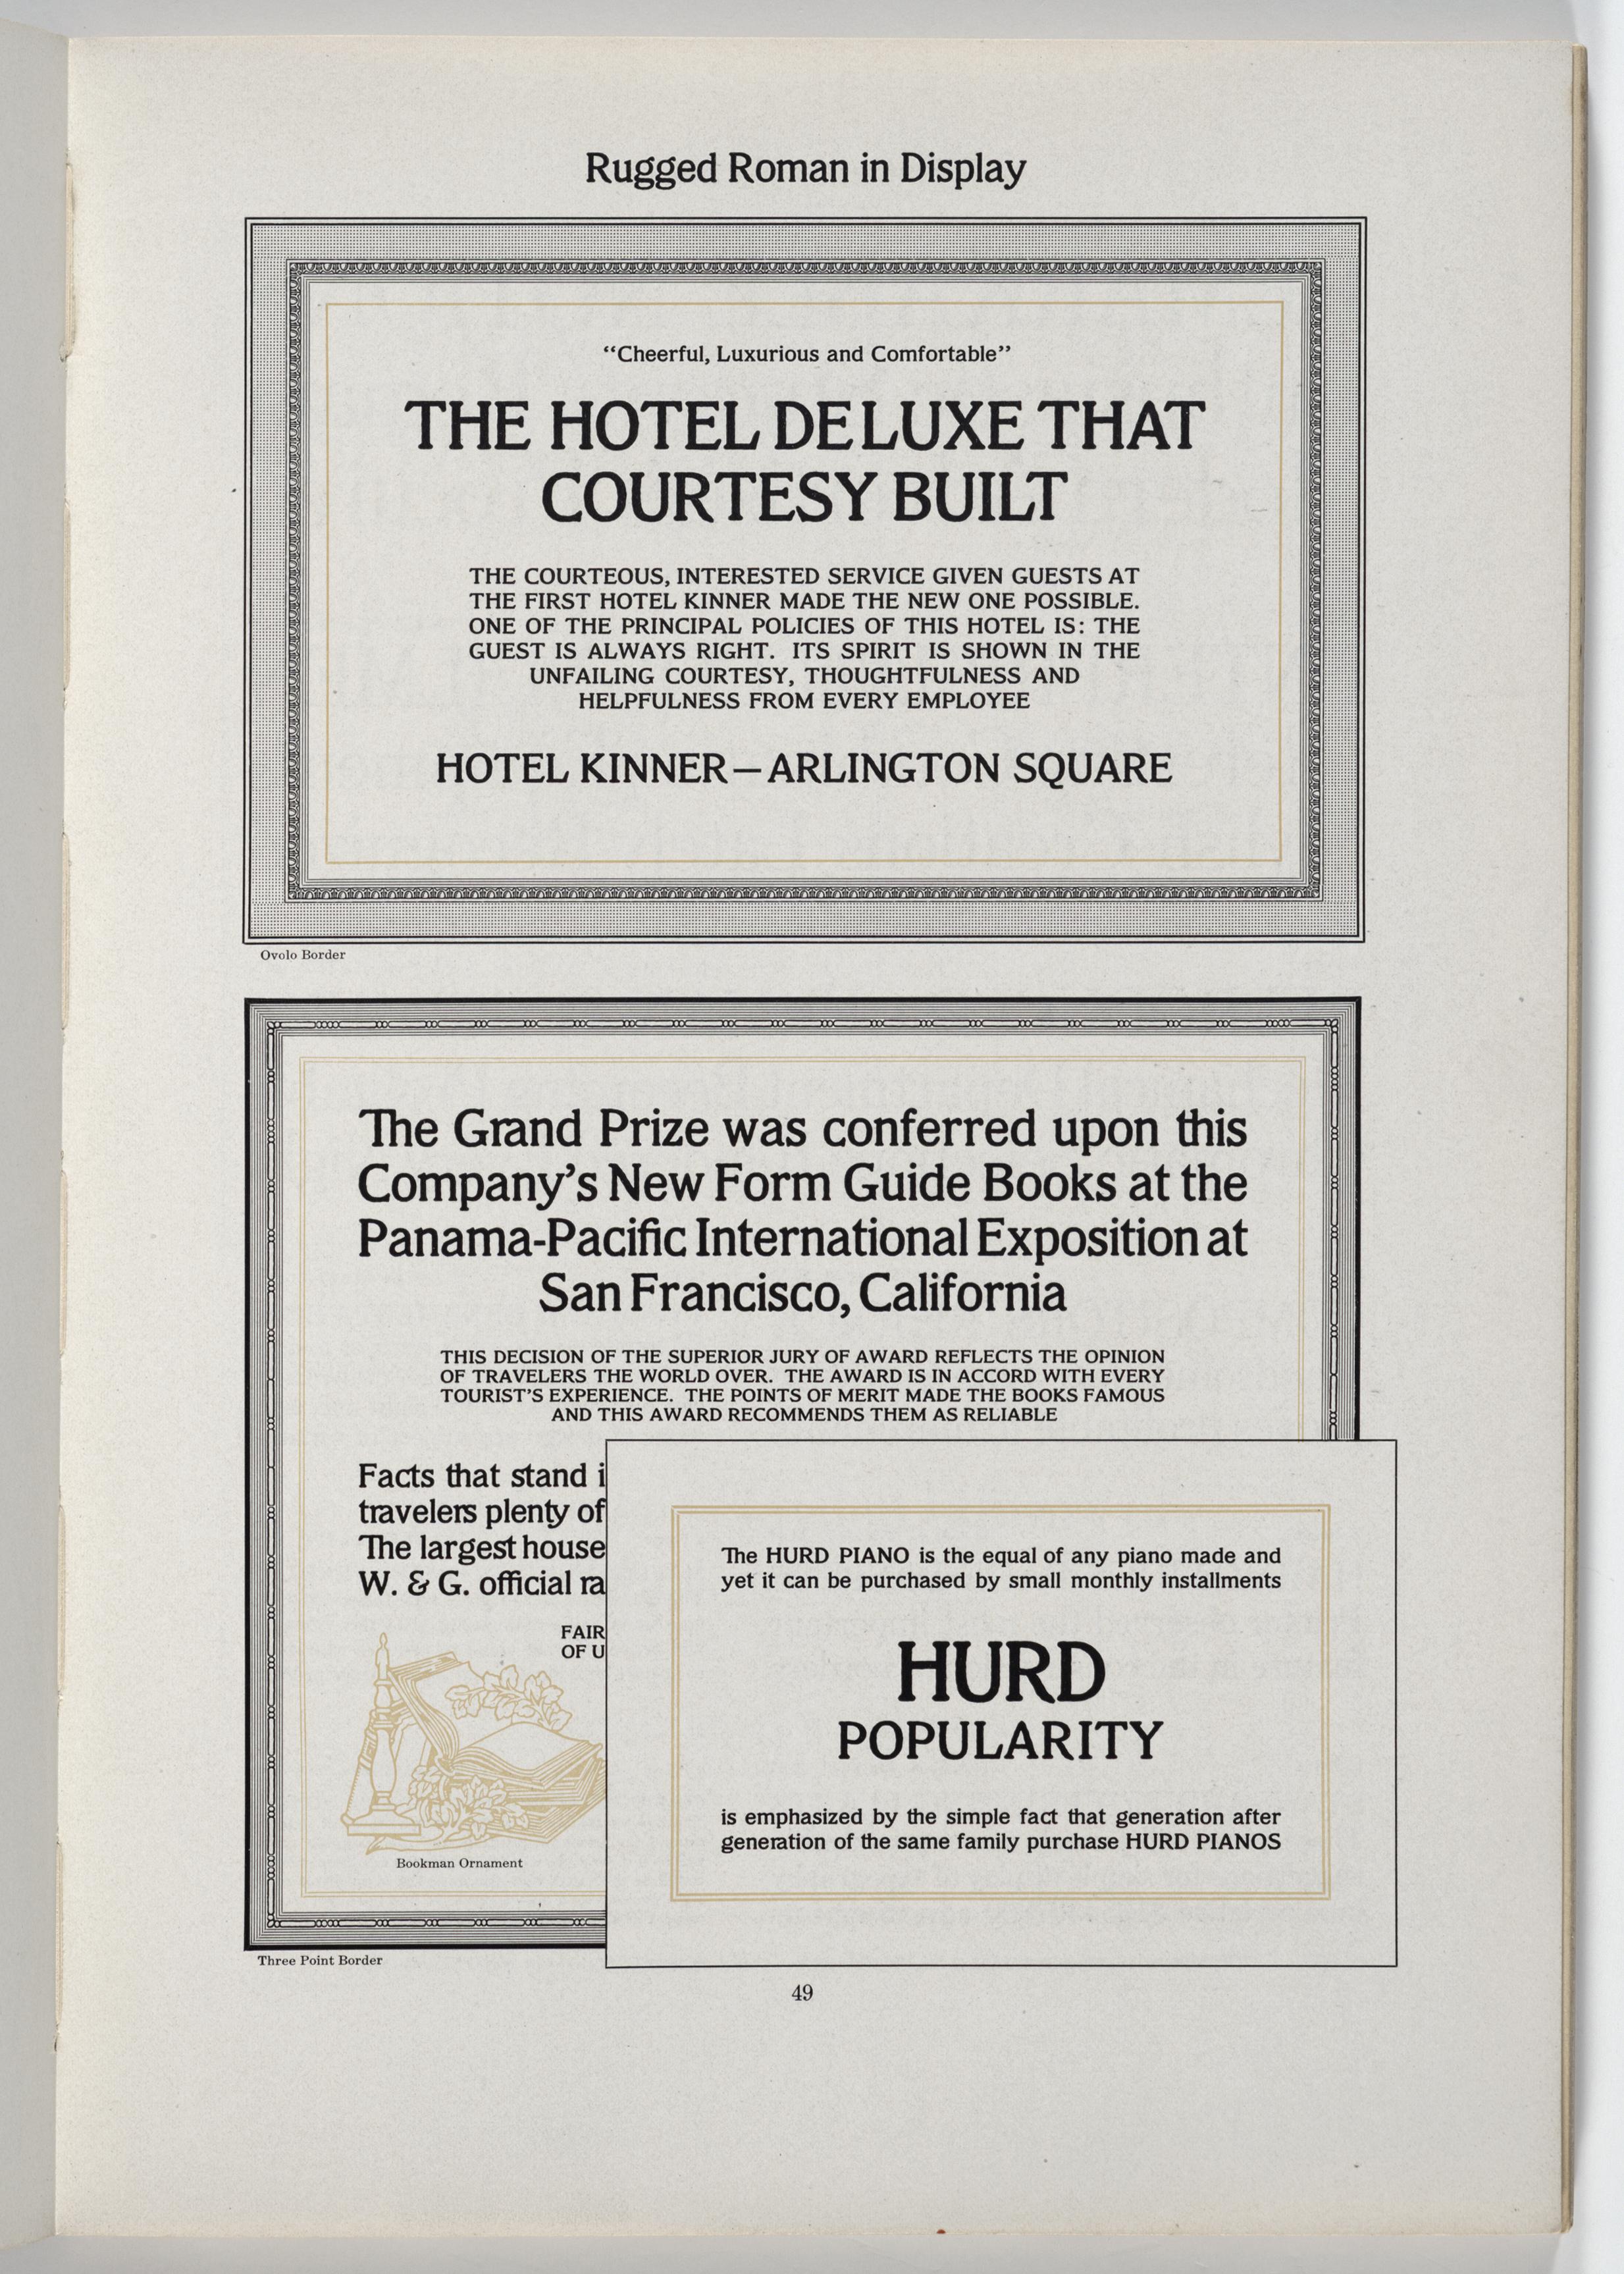 Rugged Roman in Display
“Cheerful, Luxurious and Comfortable”
THE HOTEL DE LUXE THAT
COURTESY BUILT
THE COURTEOUS, INTERESTED SERVICE GIVEN GUESTS AT
THE FIRST HOTEL KINNER MADE THE NEW ONE POSSIBLE.
ONE OF THE PRINCIPAL POLICIES OF THIS HOTEL IS: THE
GUEST IS ALWAYS RIGHT. ITS SPIRIT IS SHOWN IN THE
UNFAILING COURTESY, THOUGHTFULNESS AND
HELPFULNESS FROM EVERY EMPLOYEE
HOTEL KINNER—ARLINGTON SQUARE
Ovolo Border
The Grand Prize was conferred upon this
Company’s New Form Guide Books at the
Panama-Pacific International Exposition at
San Francisco, California
THIS DECISION OF THE SUPERIOR JURY OF AWARD REFLECTS THE OPINION
OF TRAVELERS THE WORLD OVER. THE AWARD IS IN ACCORD WITH EVERY
TOURIST’S EXPERIENCE. THE POINTS OF MERIT MADE THE BOOKS FAMOUS
AND THIS AWARD RECOMMENDS THEM AS RELIABLE
Facts that stand i
travelers plenty of
The largest house
W. & G. official ra
FAIR
OF U
Bookman Ornament
Three Point Border
The HURD PIANO is the equal of any piano made and
yet it can be purchased by small monthly installments
HURD
POPULARITY
is emphasized by the simple fact that generation after
generation of the same family purchase HURD PIANOS
49